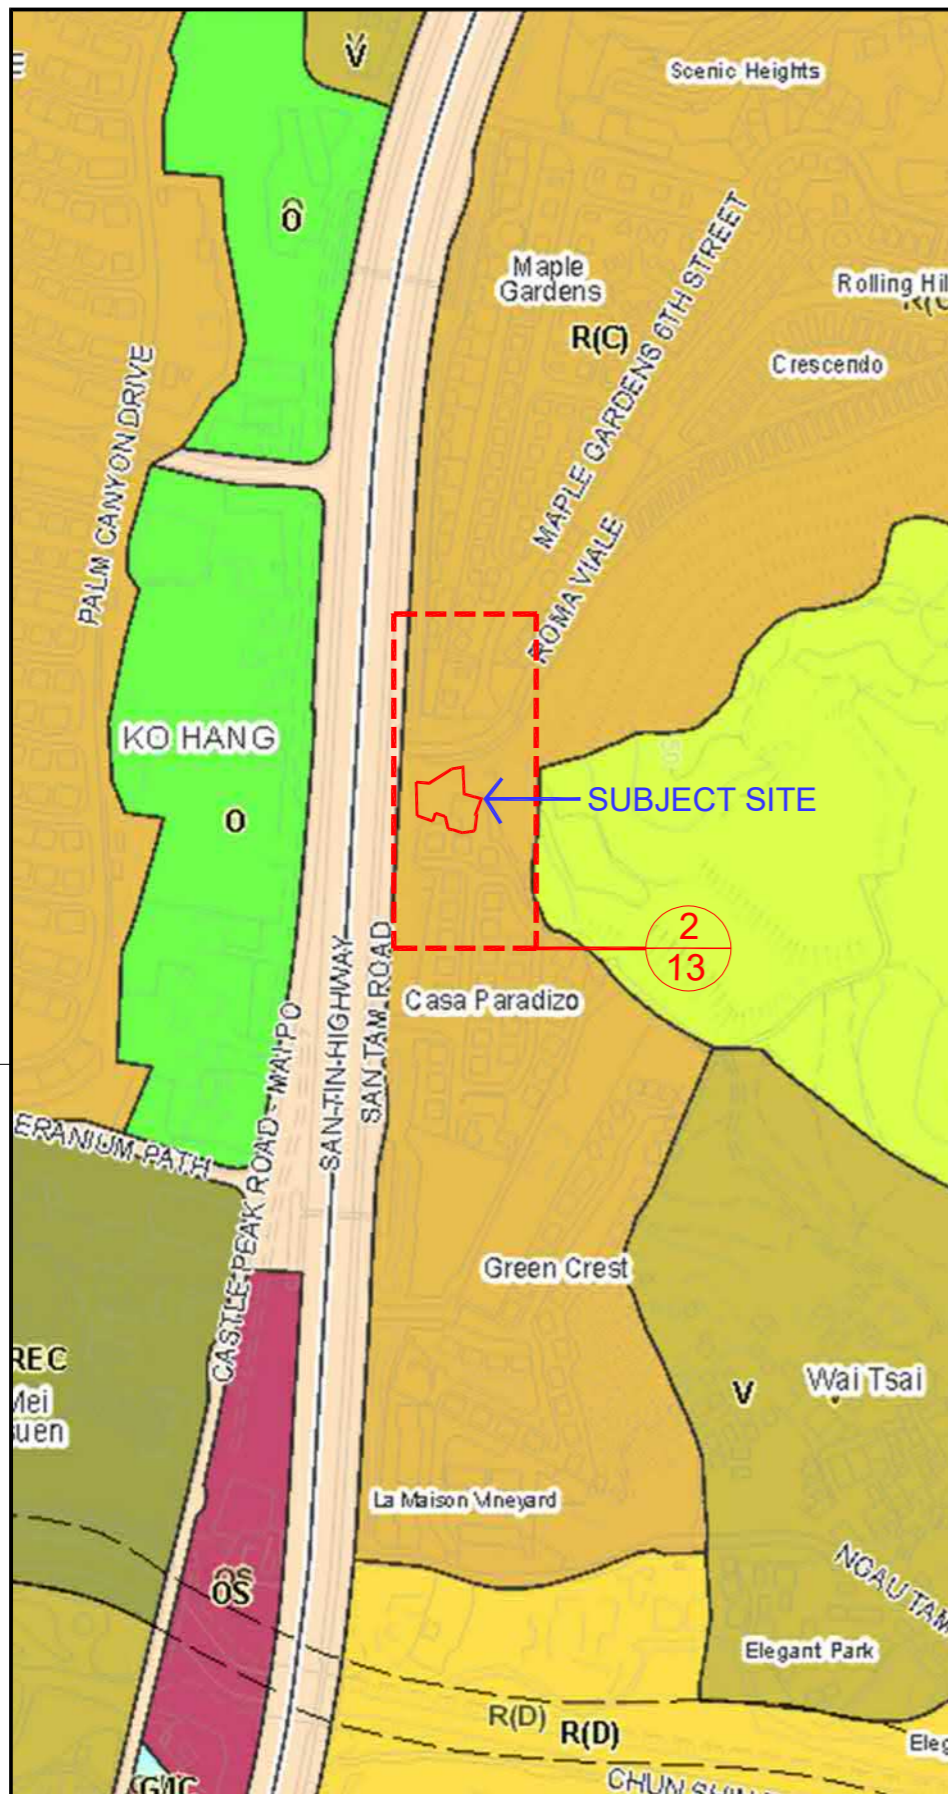 V
Scenic Heights
O
Maple
Gardens
R(C)
Rolling Hil
Crescendo
MAPLE GARDENS 6TH STREET
PALM CANYON DRIVE
ROMA VIALE
KO HANG
O
SUBJECT SITE
2
13
Casa Paradizo
SAN TIN HIGHWAY
SAN TAM ROAD
CASTLE PEAK ROAD - MAI PO
ERANIUM PATH
Green Crest
REC
Mei
uen
V
Wai Tsai
La Maison Vineyard
NGAU TAM
OS
Elegant Park
R(D)
R(D)
Eleg
G/IC